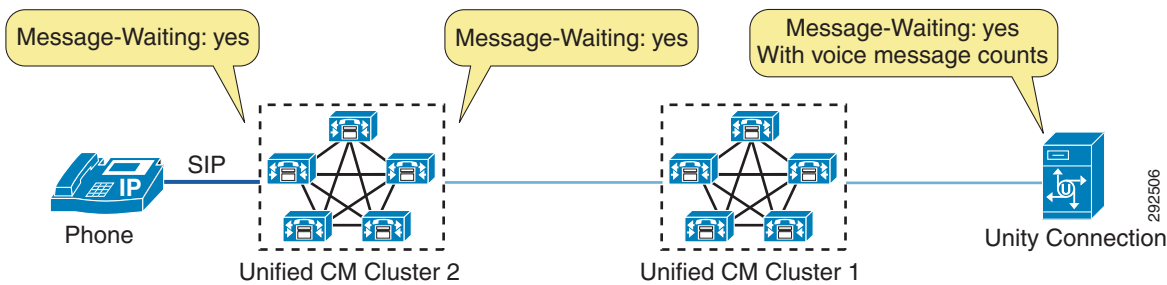 Message-Waiting: yes
Message-Waiting: yes
Message-Waiting: yes
With voice message counts
SIP
IP
U
Phone
Unified CM Cluster 2
Unified CM Cluster 1
Unity Connection
292506